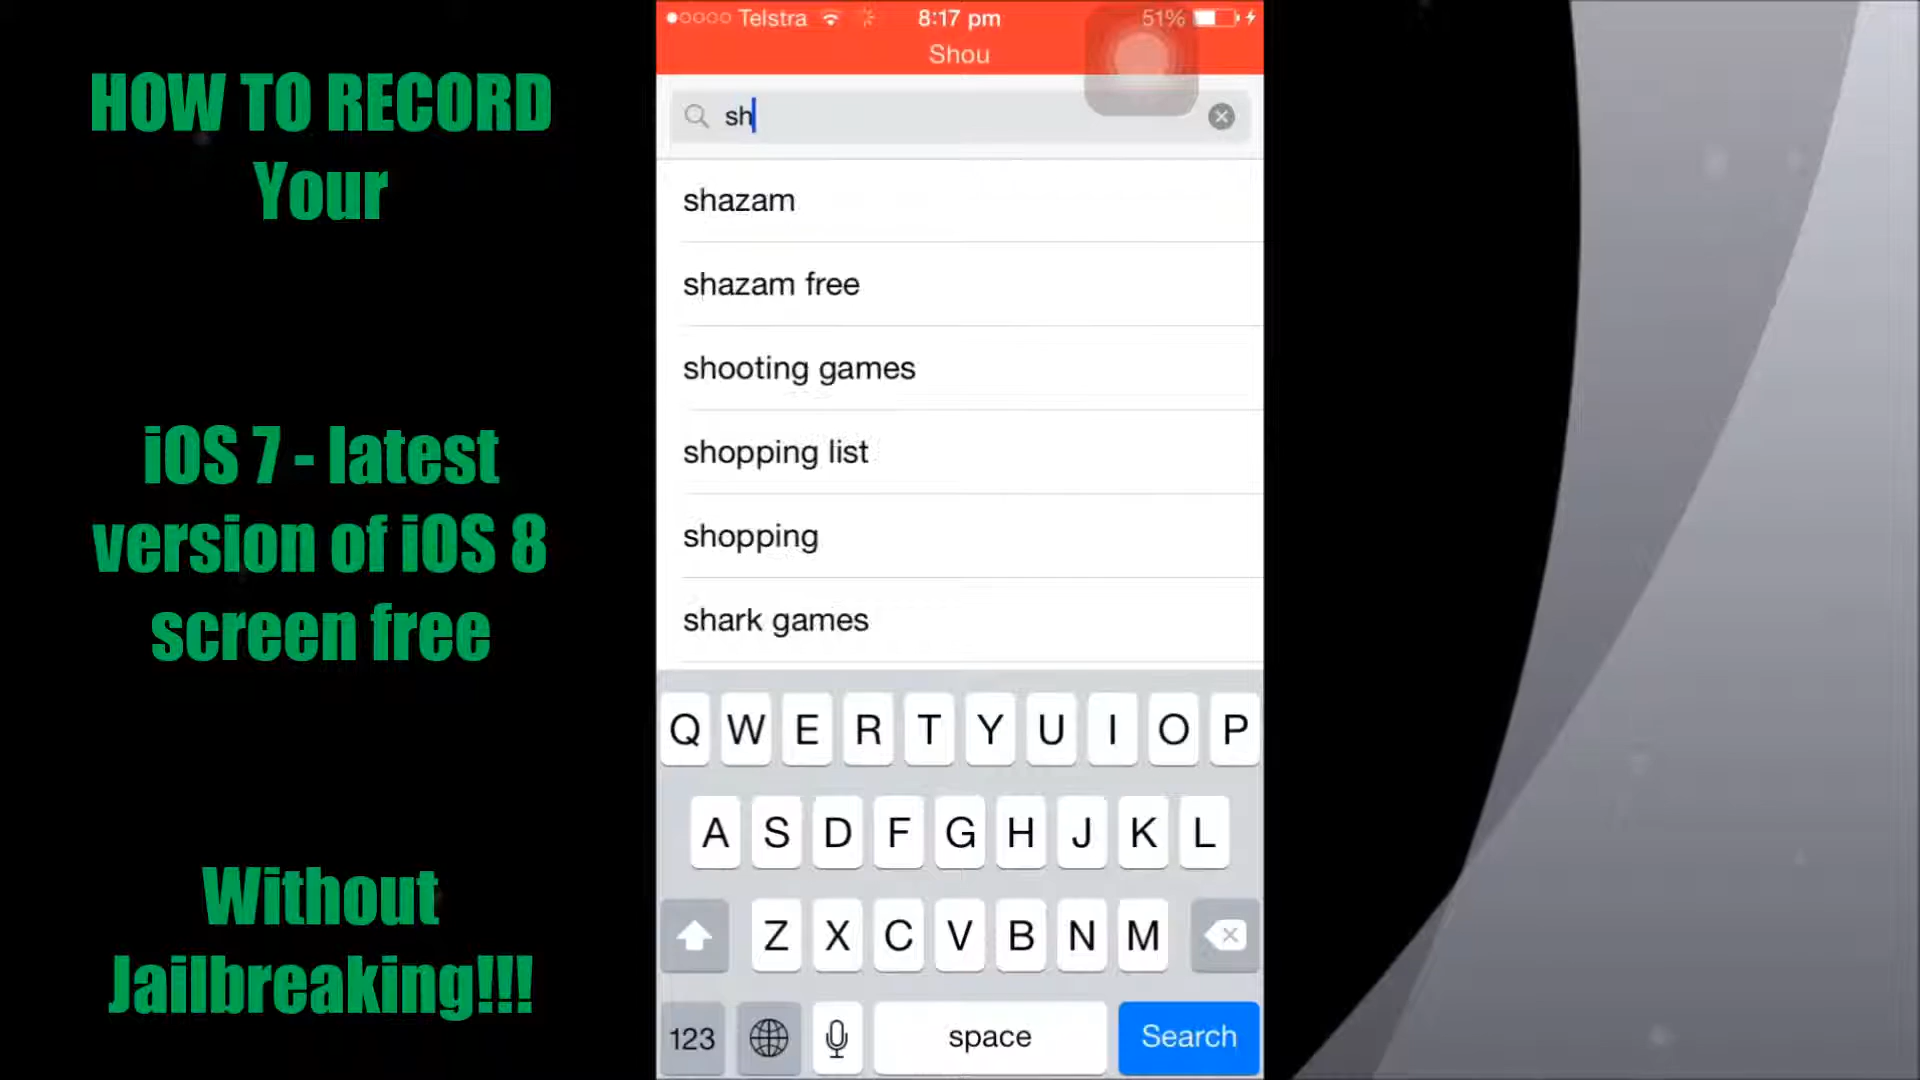 HOW TO RECORD
Your
iOS 7 - latest
version of iOS 8
screen free
Without
Jailbreaking!!!
Telstra 8:17 pm 51%
Shou
sh
shazam
shazam free
shooting games
shopping list
shopping
shark games
Q W E R T Y U I O P
A S D F G H J K L
Z X C V B N M
123 space Search